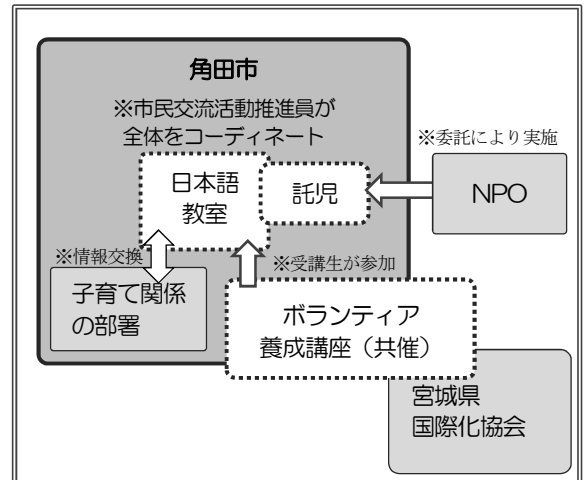 角田市
※市民交流活動推進員が
全体をコーディネート
※委託により実施
日本語
教室
託児
NPO
※情報交換
※受講生が参加
子育て関係
の部署
ボランティア
養成講座（共催）
宮城県
国際化協会